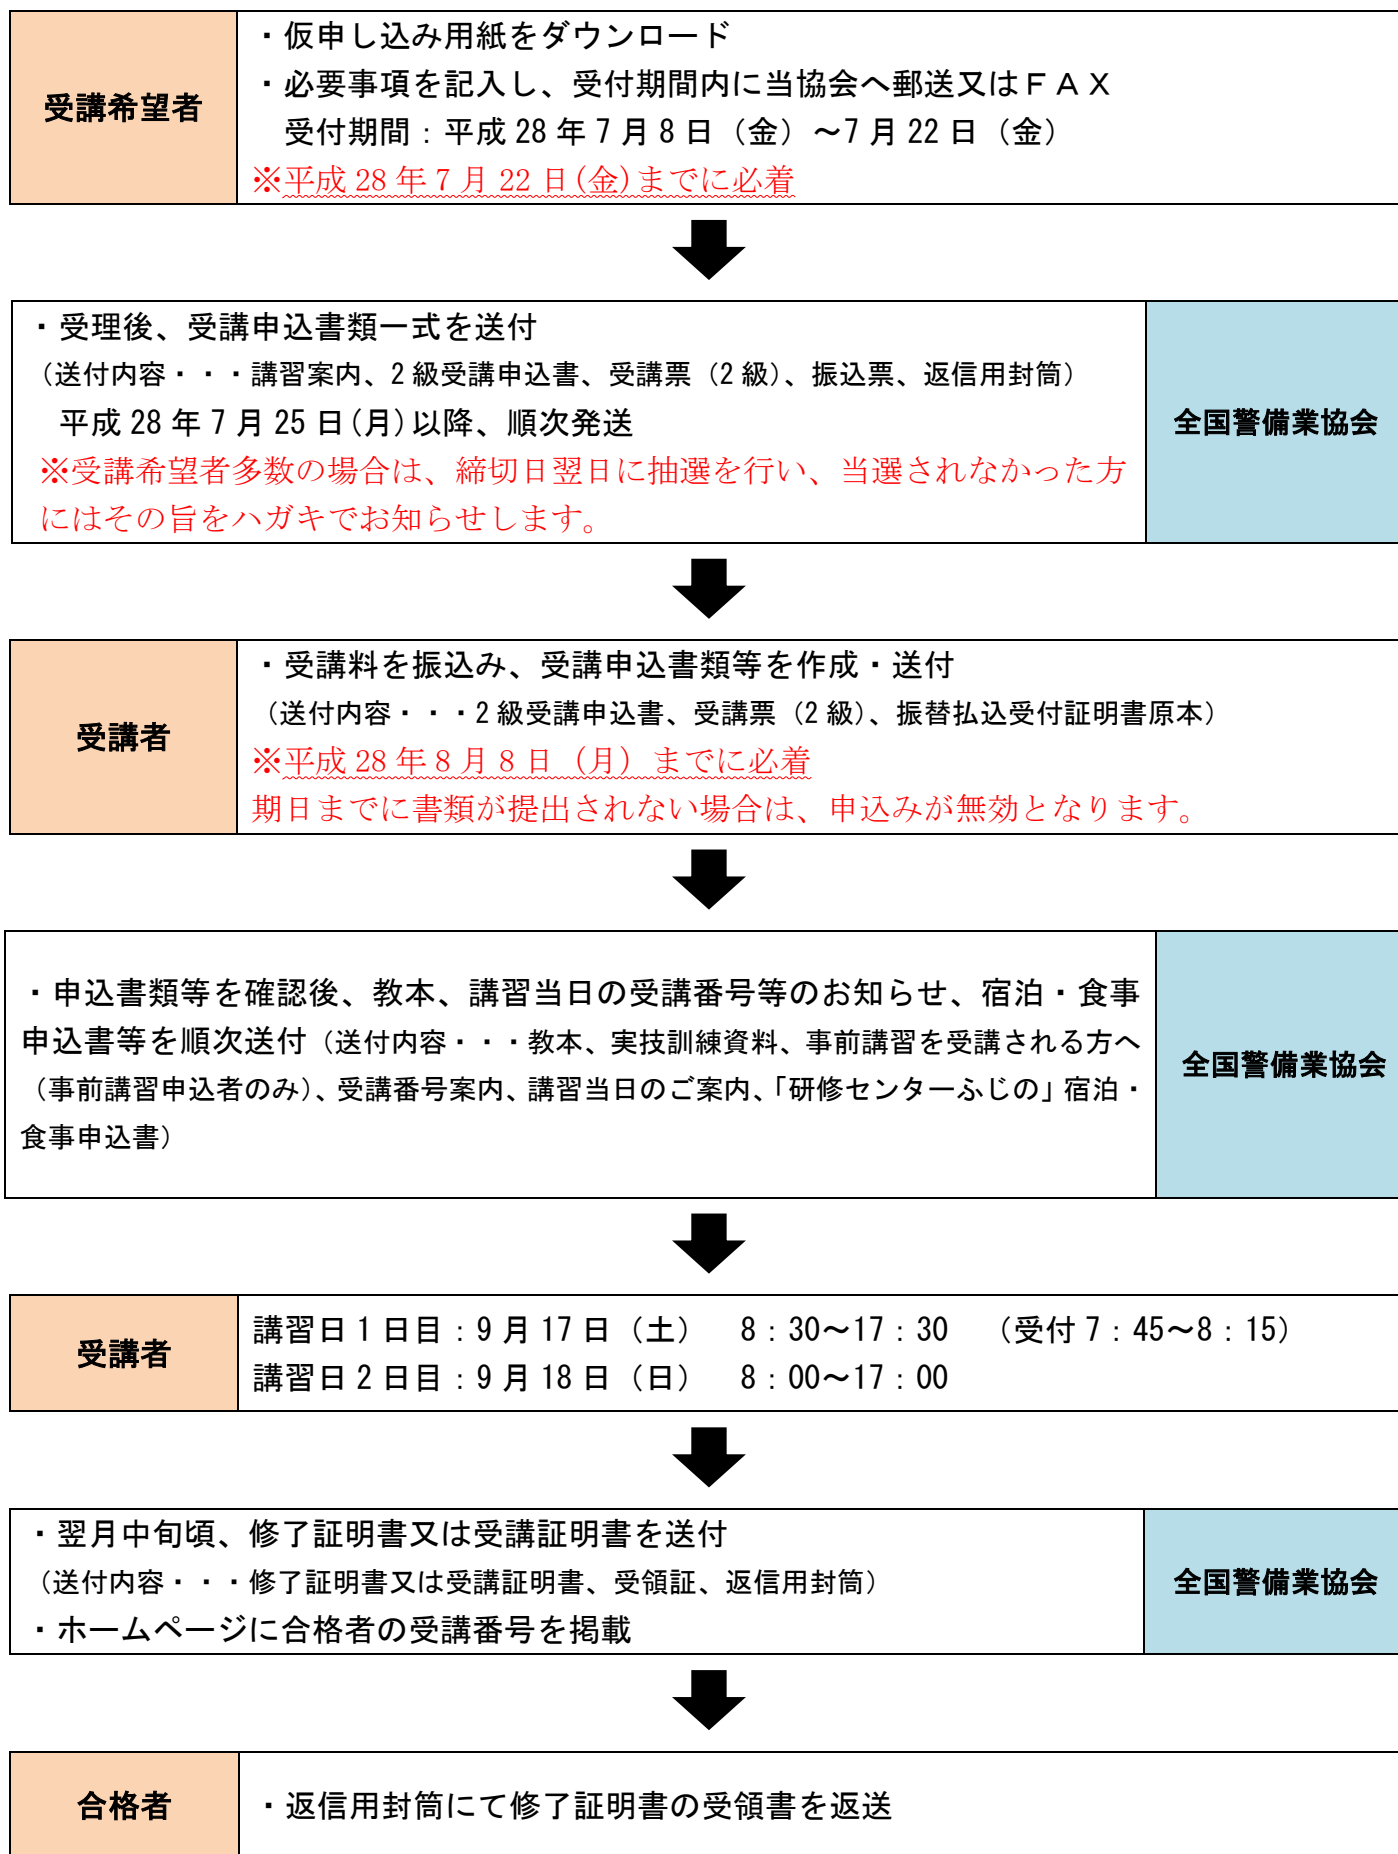 受講希望者
・仮申し込み用紙をダウンロード
・必要事項を記入し、受付期間内に当協会へ郵送又はＦＡＸ
受付期間：平成 28 年 7 月 8 日（金）～7 月 22 日（金）
※平成 28 年 7 月 22 日(金)までに必着
・受理後、受講申込書類一式を送付
（送付内容・・・講習案内、2 級受講申込書、受講票（2 級）、振込票、返信用封筒）
平成 28 年 7 月 25 日(月)以降、順次発送
※受講希望者多数の場合は、締切日翌日に抽選を行い、当選されなかった方
にはその旨をハガキでお知らせします。
全国警備業協会
受講者
・受講料を振込み、受講申込書類等を作成・送付
（送付内容・・・2 級受講申込書、受講票（2 級）、振替払込受付証明書原本）
※平成 28 年 8 月 8 日（月）までに必着
期日までに書類が提出されない場合は、申込みが無効となります。
・申込書類等を確認後、教本、講習当日の受講番号等のお知らせ、宿泊・食事
申込書等を順次送付（送付内容・・・教本、実技訓練資料、事前講習を受講される方へ
（事前講習申込者のみ）、受講番号案内、講習当日のご案内、「研修センターふじの」宿泊・
食事申込書）
全国警備業協会
受講者
講習日 1 日目：9 月 17 日（土） 8：30～17：30 （受付 7：45～8：15）
講習日 2 日目：9 月 18 日（日） 8：00～17：00
・翌月中旬頃、修了証明書又は受講証明書を送付
（送付内容・・・修了証明書又は受講証明書、受領証、返信用封筒）
・ホームページに合格者の受講番号を掲載
全国警備業協会
合格者
・返信用封筒にて修了証明書の受領書を返送